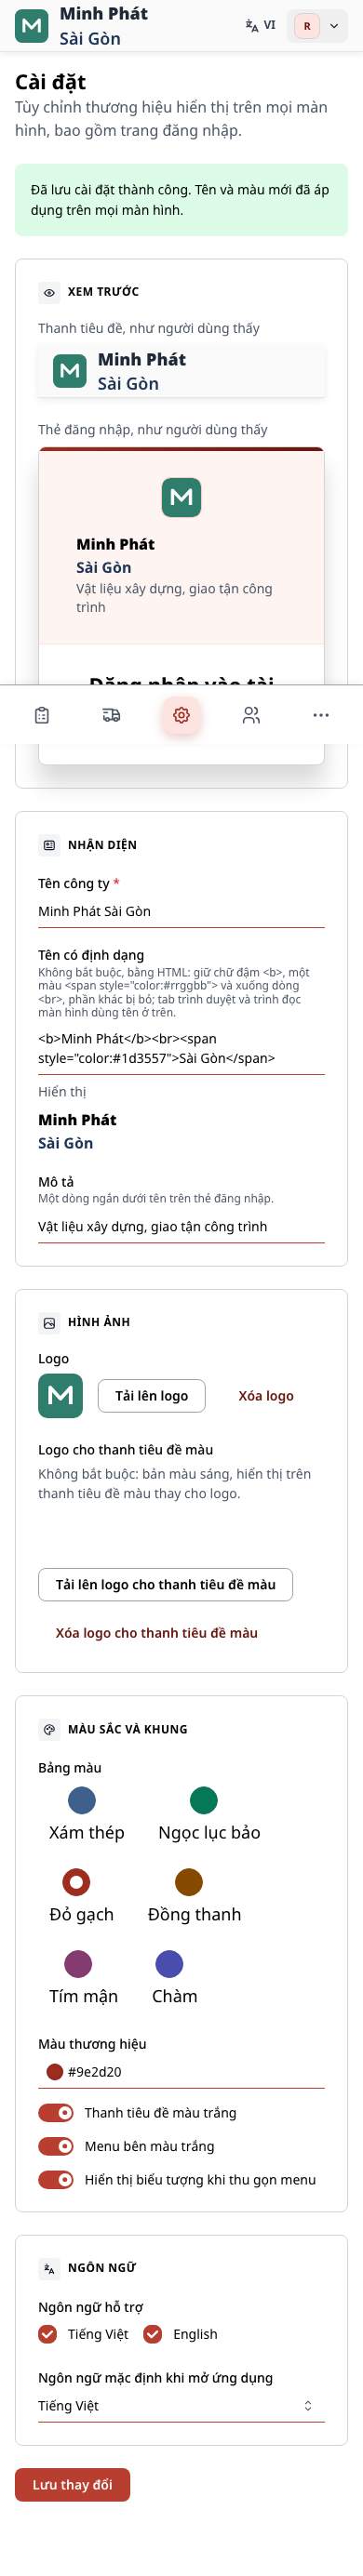 Minh Phát
Sài Gòn
VI
R
Cài đặt
Tùy chỉnh thương hiệu hiển thị trên mọi màn
hình, bao gồm trang đăng nhập.
Đã lưu cài đặt thành công. Tên và màu mới đã áp
dụng trên mọi màn hình.
XEM TRƯỚC
Thanh tiêu đề, như người dùng thấy
Minh Phát
Sài Gòn
Thẻ đăng nhập, như người dùng thấy
Minh Phát
Sài Gòn
Vật liệu xây dựng, giao tận công
trình
NHẬN DIỆN
Tên công ty *
Minh Phát Sài Gòn
Tên có định dạng
Không bắt buộc, bằng HTML: giữ chữ đậm <b>, một
màu <span style="color:#rrggbb"> và xuống dòng
<br>, phần khác bị bỏ; tab trình duyệt và trình đọc
màn hình dùng tên ở trên.
<b>Minh Phát</b><br><span
style="color:#1d3557">Sài Gòn</span>
Hiển thị
Minh Phát
Sài Gòn
Mô tả
Một dòng ngắn dưới tên trên thẻ đăng nhập.
Vật liệu xây dựng, giao tận công trình
HÌNH ẢNH
Logo
Tải lên logo
Xóa logo
Logo cho thanh tiêu đề màu
Không bắt buộc: bản màu sáng, hiển thị trên
thanh tiêu đề màu thay cho logo.
Tải lên logo cho thanh tiêu đề màu
Xóa logo cho thanh tiêu đề màu
MÀU SẮC VÀ KHUNG
Bảng màu
Xám thép
Ngọc lục bảo
Đỏ gạch
Đồng thanh
Tím mận
Chàm
Màu thương hiệu
#9e2d20
Thanh tiêu đề màu trắng
Menu bên màu trắng
Hiển thị biểu tượng khi thu gọn menu
NGÔN NGỮ
Ngôn ngữ hỗ trợ
Tiếng Việt
English
Ngôn ngữ mặc định khi mở ứng dụng
Tiếng Việt
Lưu thay đổi